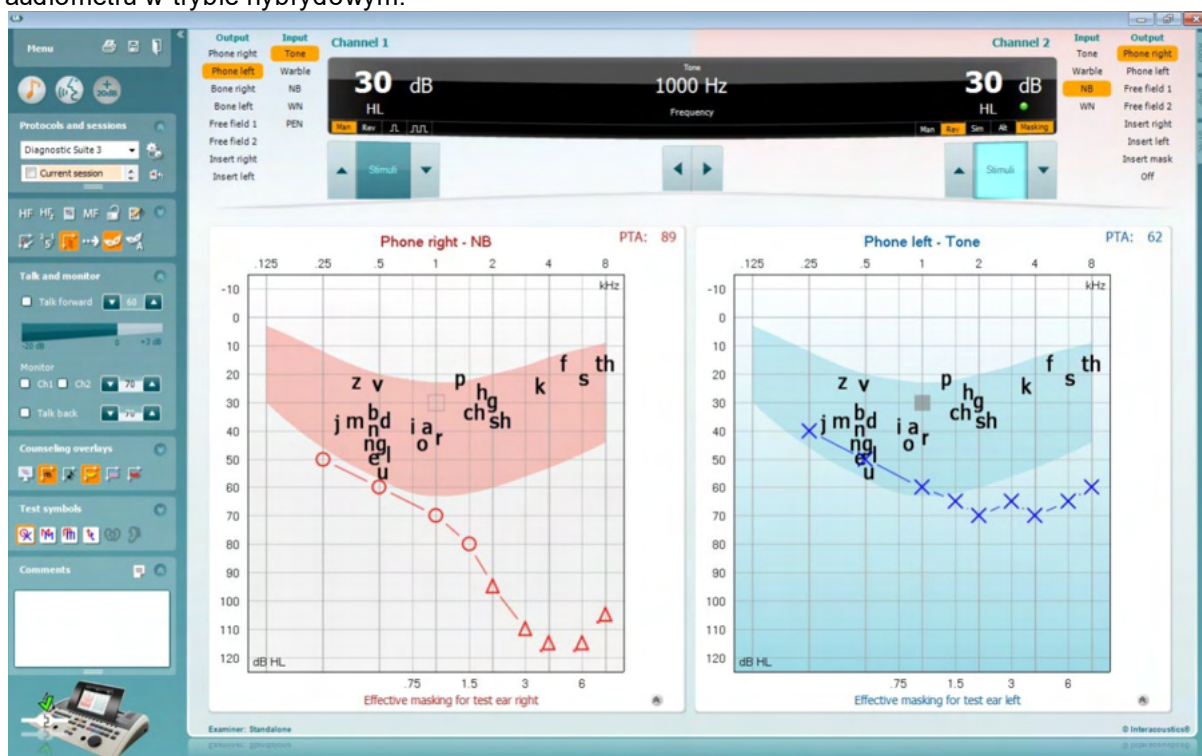 audiometru w trybie hybrydowym.
Menu
+
20dB
Protocols and sessions
Diagnostic Suite 3
Current session
HF
MF
Talk and monitor
Talk forward
60
-20 dB
0
+3 dB
Monitor
Ch1
Ch2
70
Talk back
70
Counseling overlays
Test symbols
Comments
Output
Phone right
Phone left
Bone right
Bone left
Free field 1
Free field 2
Insert right
Insert left
Input
Tone
Warble
NB
WN
PEN
Channel 1
30 dB
HL
Man Rev
Tone
1000 Hz
Frequency
Channel 2
30 dB
HL
Man Rev Sim Alt Masking
Input
Tone
Warble
NB
WN
Output
Phone right
Phone left
Free field 1
Free field 2
Insert right
Insert left
Insert mask
Off
Stimuli
Stimuli
Phone right - NB
PTA: 89
.125 .25 .5 1 2 4 8
kHz
-10
0
10
20
30
40
50
60
70
80
90
100
110
120
dB HL
z v
p
h
g
ch
sh
k
f
s
th
j m
b
d
n
ng
e
l
u
i a
o
r
.75 1.5 3 6
Effective masking for test ear right
Phone left - Tone
PTA: 62
.125 .25 .5 1 2 4 8
kHz
-10
0
10
20
30
40
50
60
70
80
90
100
110
120
dB HL
z v
p
h
g
ch
sh
k
f
s
th
j m
b
d
n
ng
e
l
u
i a
o
r
.75 1.5 3 6
Effective masking for test ear left
Examiner: Standalone
© Interacoustics®